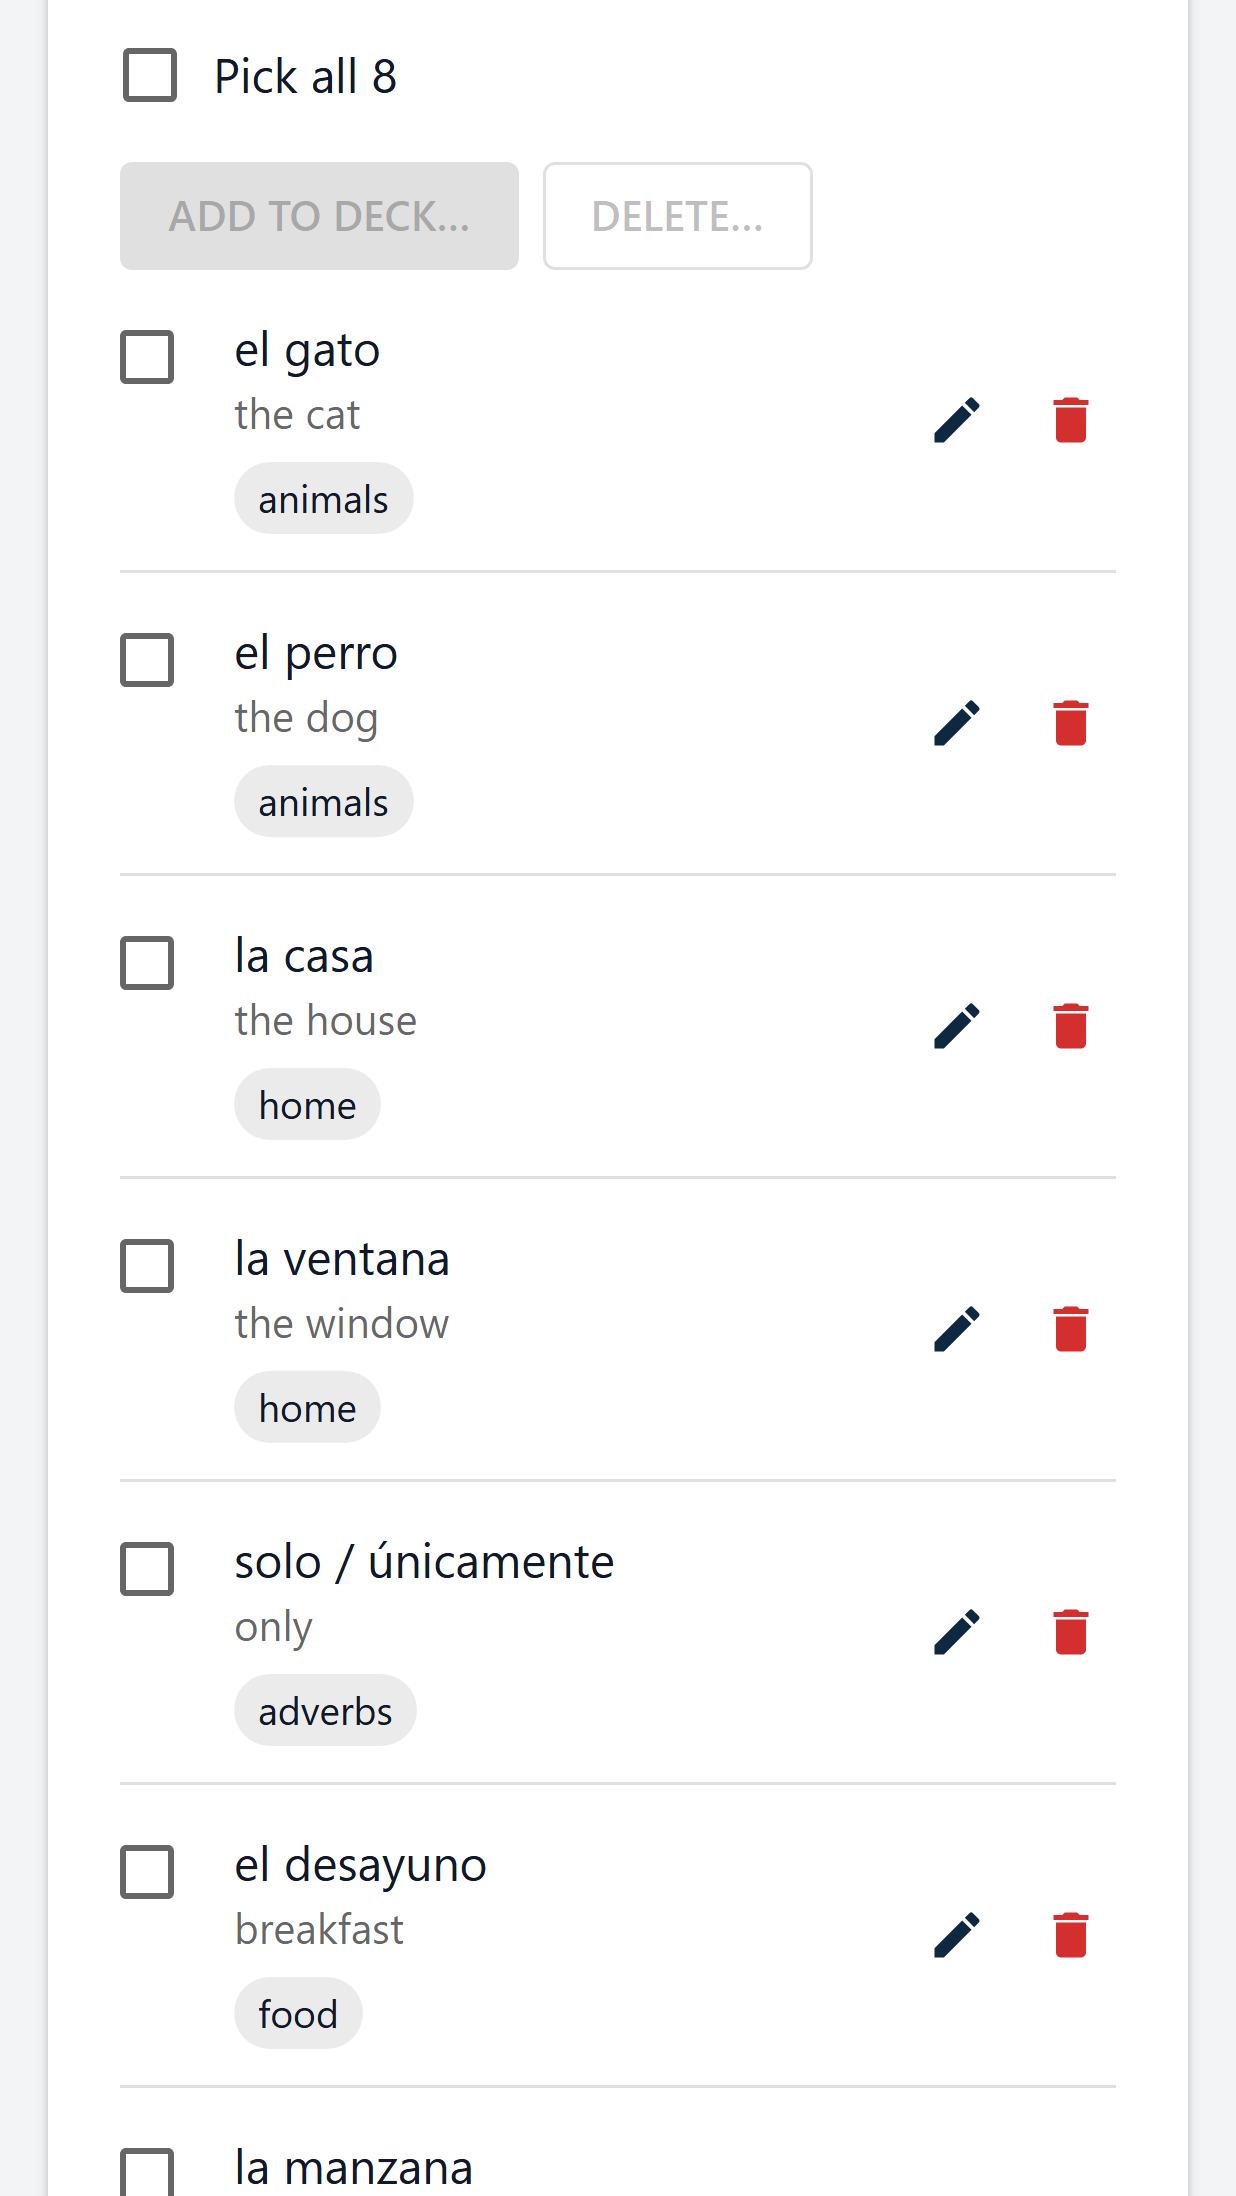 Pick all 8
ADD TO DECK... DELETE...
el gato
the cat
animals
el perro
the dog
animals
la casa
the house
home
la ventana
the window
home
solo / únicamente
only
adverbs
el desayuno
breakfast
food
la manzana